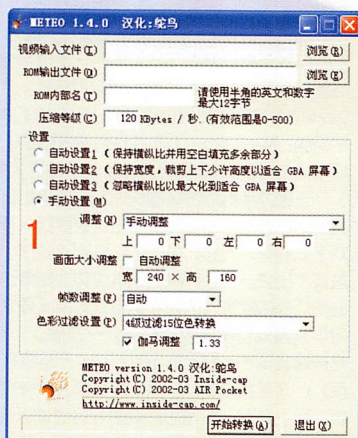 METEO 1.4.0 汉化:鸵鸟
视频输入文件(I) 浏览(B)
ROM输出文件(O) 浏览(E)
ROM内部名(T) 请使用半角的英文和数字
最大12字节
压缩等级(C) 120 KBytes / 秒.(有效范围是0-500)
设置
自动设置1 (保持横纵比并用空白填充多余部分)
自动设置2 (保持宽度,裁剪上下少许高度以适合 GBA 屏幕)
自动设置3 (忽略横纵比以最大化到适合 GBA 屏幕)
手动设置(M)
1
调整(N) 手动调整
上 0 下 0 左 0 右 0
画面大小调整 自动调整
宽 240 × 高 160
帧数调整(F) 自动
色彩过滤设置(P) 4级过滤15位色转换
伽马调整 1.33
METEO version 1.4.0 汉化:鸵鸟
Copyright(C) 2002-03 Inside-cap
Copyright(C) 2002-03 AIR Pocket
http://www.inside-cap.com/
开始转换(A) 退出(X)